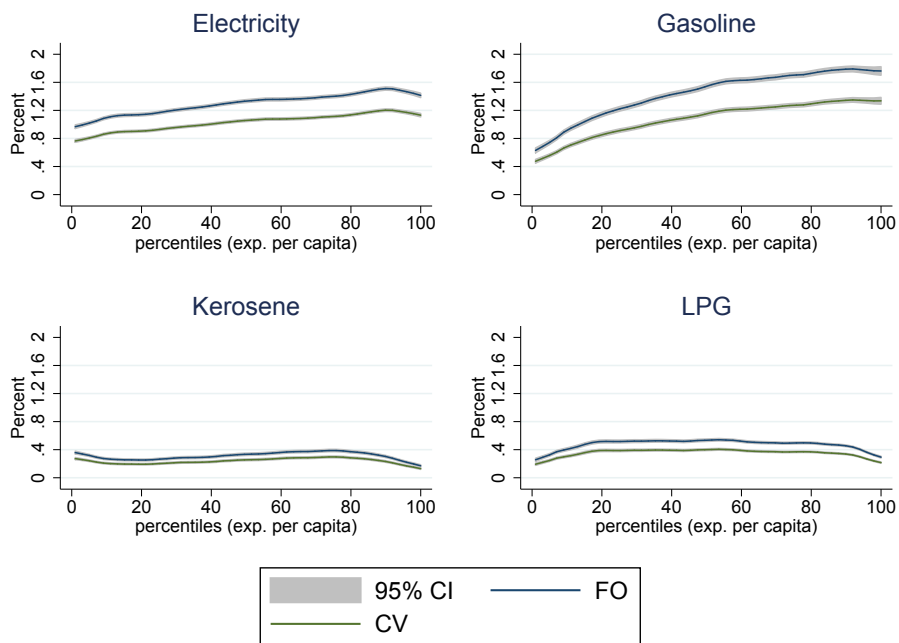 Electricity
Percent
0 .4 .8 1.2 1.6 2
0 20 40 60 80 100
percentiles (exp. per capita)
Gasoline
Percent
0 .4 .8 1.2 1.6 2
0 20 40 60 80 100
percentiles (exp. per capita)
Kerosene
Percent
0 .4 .8 1.2 1.6 2
0 20 40 60 80 100
percentiles (exp. per capita)
LPG
Percent
0 .4 .8 1.2 1.6 2
0 20 40 60 80 100
percentiles (exp. per capita)
95% CI FO
CV